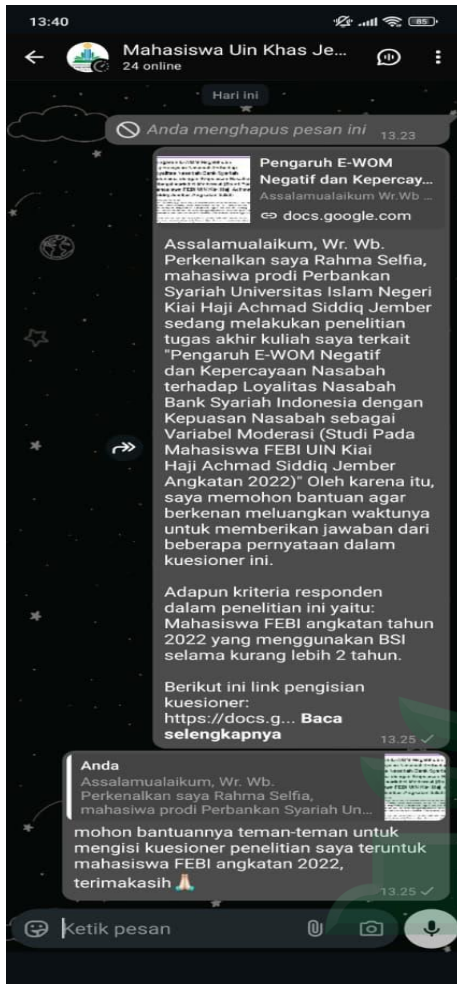 13:40
85
Mahasiswa Uin Khas Je...
24 online
Hari ini
Anda menghapus pesan ini 13.23
Pengaruh E-WOM
Negatif dan Kepercay...
Assalamualaikum Wr.Wb ...
docs.google.com
Assalamualaikum, Wr. Wb.
Perkenalkan saya Rahma Selfia,
mahasiwa prodi Perbankan
Syariah Universitas Islam Negeri
Kiai Haji Achmad Siddiq Jember
sedang melakukan penelitian
tugas akhir kuliah saya terkait
"Pengaruh E-WOM Negatif
dan Kepercayaan Nasabah
terhadap Loyalitas Nasabah
Bank Syariah Indonesia dengan
Kepuasan Nasabah sebagai
Variabel Moderasi (Studi Pada
Mahasiswa FEBI UIN Kiai
Haji Achmad Siddiq Jember
Angkatan 2022)" Oleh karena itu,
saya memohon bantuan agar
berkenan meluangkan waktunya
untuk memberikan jawaban dari
beberapa pernyataan dalam
kuesioner ini.
Adapun kriteria responden
dalam penelitian ini yaitu:
Mahasiswa FEBI angkatan tahun
2022 yang menggunakan BSI
selama kurang lebih 2 tahun.
Berikut ini link pengisian
kuesioner:
https://docs.g... Baca
selengkapnya 13.25
Anda
Assalamualaikum, Wr. Wb.
Perkenalkan saya Rahma Selfia,
mahasiwa prodi Perbankan Syariah Un...
mohon bantuannya teman-teman untuk
mengisi kuesioner penelitian saya teruntuk
mahasiswa FEBI angkatan 2022,
terimakasih 🙏🏻 13.25
Ketik pesan